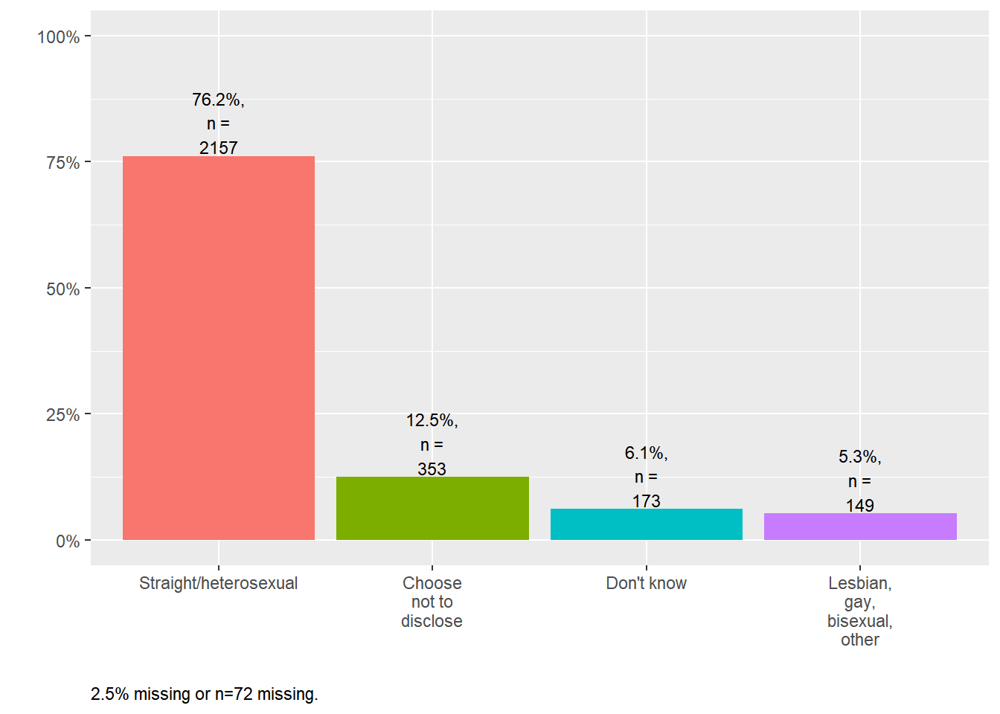 100%
75%
50%
25%
0%
76.2%,
n =
2157
12.5%,
n =
353
6.1%,
n =
173
5.3%,
n =
149
Straight/heterosexual
Choose
not to
disclose
Don't know
Lesbian,
gay,
bisexual,
other
2.5% missing or n=72 missing.